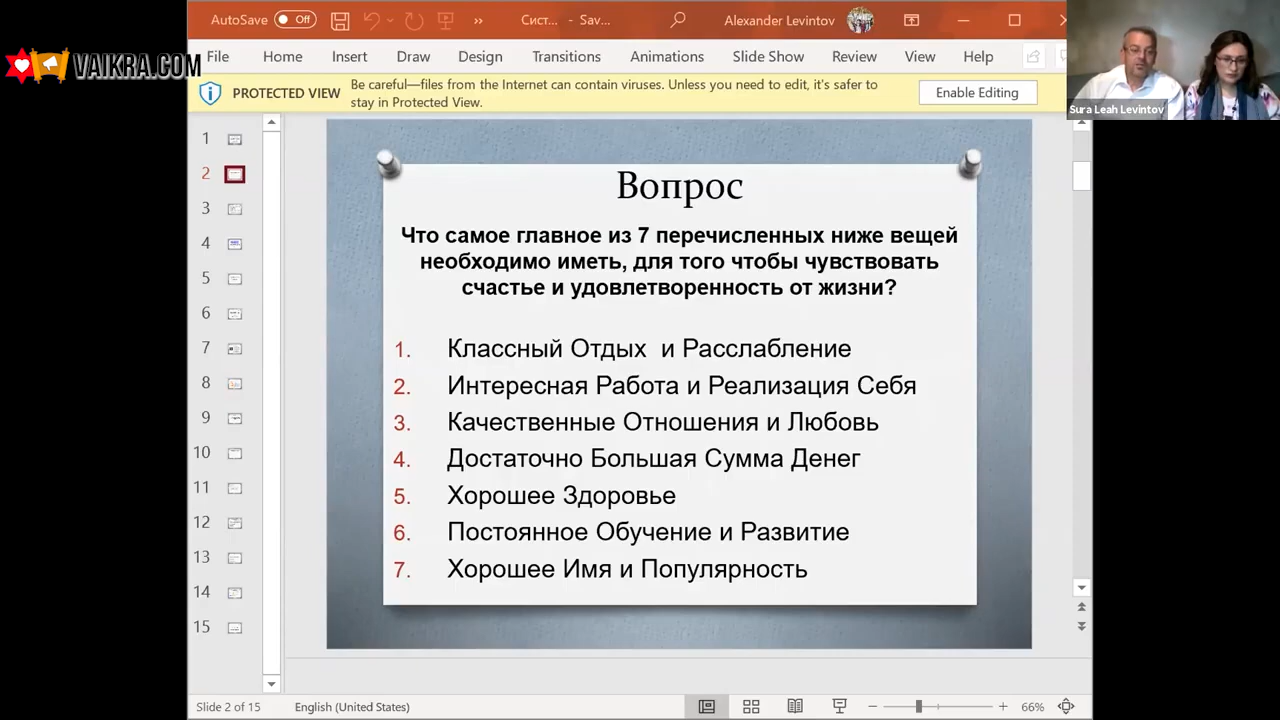 AutoSave
Off
Сист... - Sav...
Alexander Levintov
VAIKRA.COM
File Home Insert Draw Design Transitions Animations Slide Show Review View Help
PROTECTED VIEW
Be careful—files from the Internet can contain viruses. Unless you need to edit, it's safer to
stay in Protected View.
Enable Editing
Sura Leah Levintov
1
2
3
4
5
6
7
8
9
10
11
12
13
14
15
Вопрос
Что самое главное из 7 перечисленных ниже вещей
необходимо иметь, для того чтобы чувствовать
счастье и удовлетворенность от жизни?
1. Классный Отдых и Расслабление
2. Интересная Работа и Реализация Себя
3. Качественные Отношения и Любовь
4. Достаточно Большая Сумма Денег
5. Хорошее Здоровье
6. Постоянное Обучение и Развитие
7. Хорошее Имя и Популярность
Slide 2 of 15
English (United States)
66%